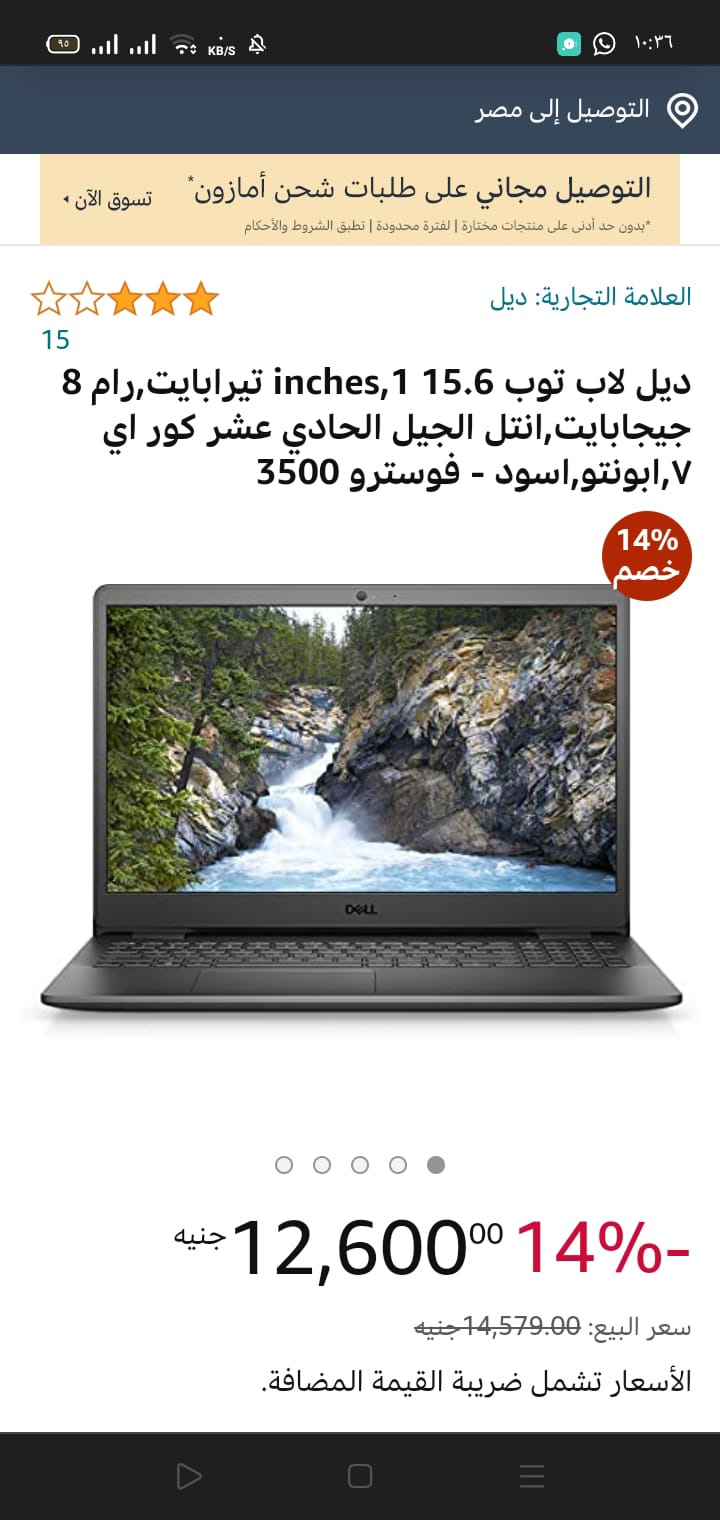 ٩٥
KB/S
١٠:٣٦
التوصيل إلى مصر
التوصيل مجاني على طلبات شحن أمازون*
تسوق الآن
*بدون حد أدنى على منتجات مختارة | لفترة محدودة | تطبق الشروط والأحكام
العلامة التجارية: ديل
15
ديل لاب توب 15.6 inches,1 تيرابايت,رام 8
جيجابايت,انتل الجيل الحادي عشر كور اي
٧,ابونتو,اسود - فوسترو 3500
14%
خصم
DELL
-14% 12,60000 جنيه
سعر البيع: 14,579.00جنيه
الأسعار تشمل ضريبة القيمة المضافة.